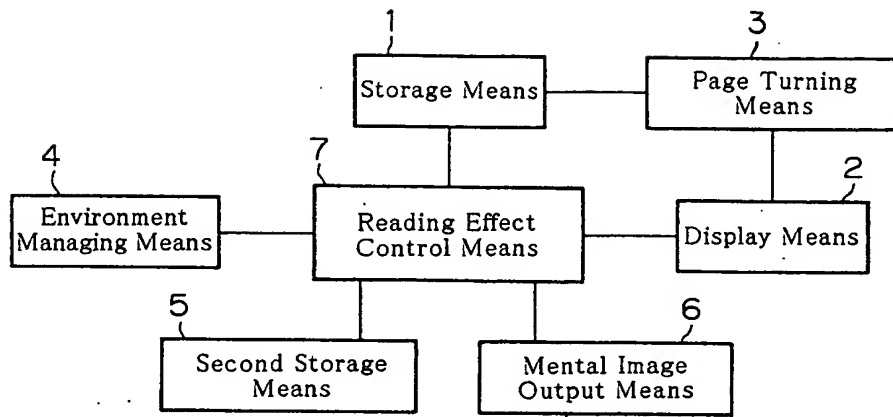 1
Storage Means
3
Page Turning
Means
4
Environment
Managing Means
7
Reading Effect
Control Means
2
Display Means
5
Second Storage
Means
6
Mental Image
Output Means